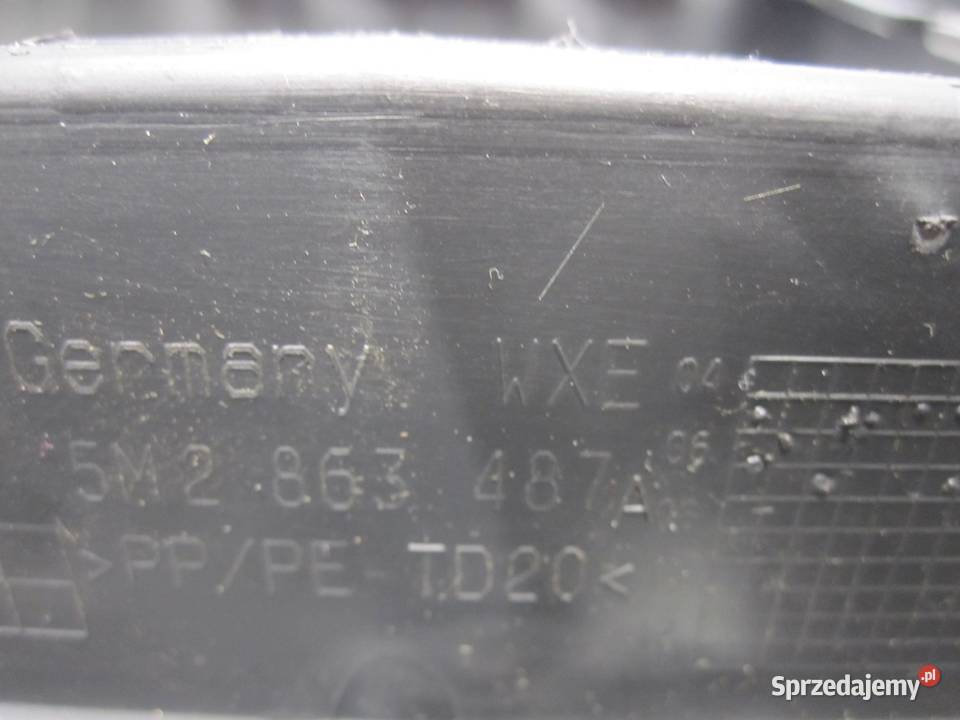 Germany WXE 04
5M2 863 487A 06
>PP/PE-TD20<
Sprzedajemy.pl